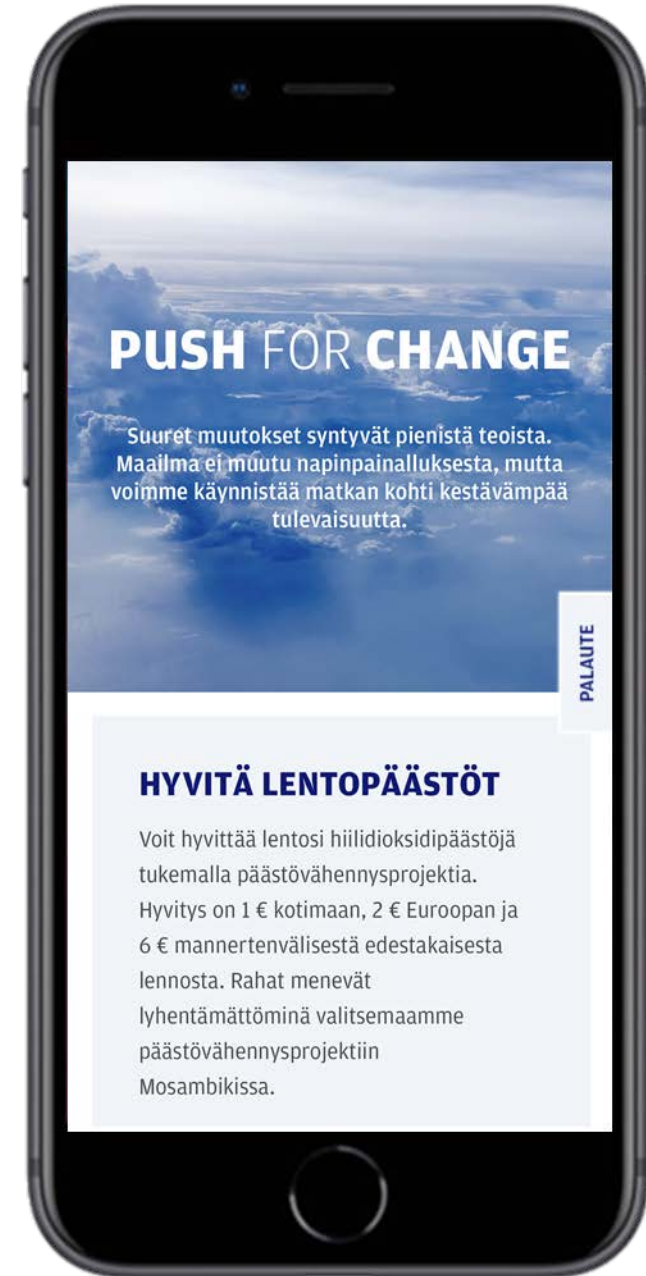 PUSH FOR CHANGE
Suuret muutokset syntyvät pienistä teoista.
Maailma ei muutu napinpainalluksesta, mutta
voimme käynnistää matkan kohti kestävämpää
tulevaisuutta.
PALAUTE
HYVITÄ LENTOPÄÄSTÖT
Voit hyvittää lentosi hiilidioksidipäästöjä
tukemalla päästövähennysprojektia.
Hyvitys on 1 € kotimaan, 2 € Euroopan ja
6 € mannertenvälisestä edestakaisesta
lennosta. Rahat menevät
lyhentämättöminä valitsemaamme
päästövähennysprojektiin
Mosambikissa.